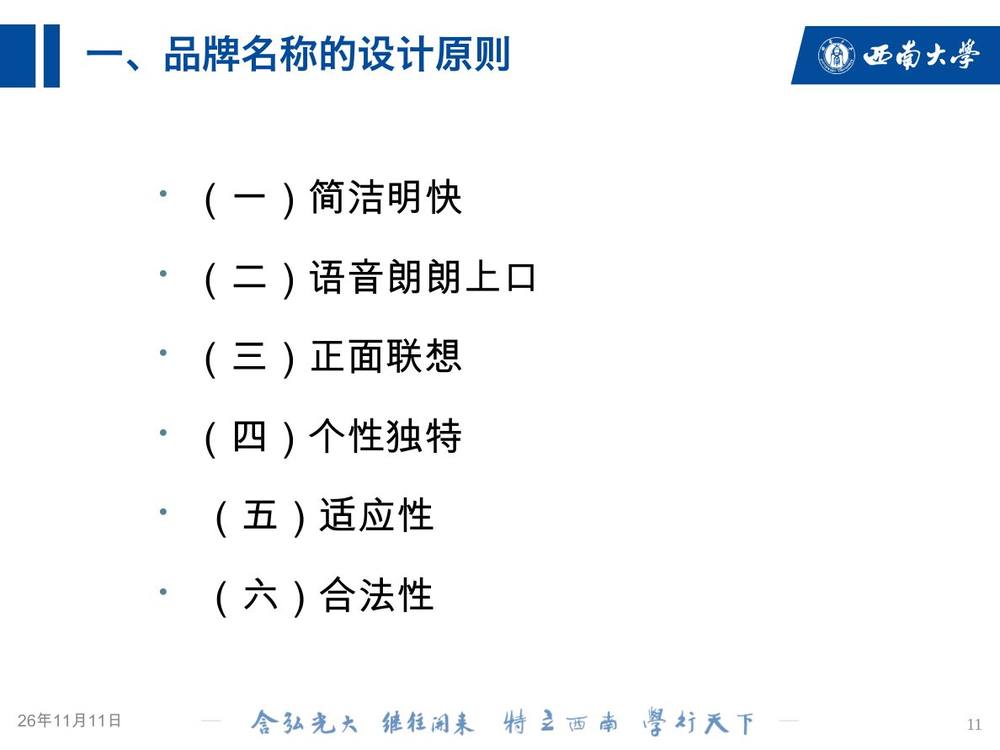 一、品牌名称的设计原则
西南大学
• （一）简洁明快
• （二）语音朗朗上口
• （三）正面联想
• （四）个性独特
• （五）适应性
• （六）合法性
26年11月11日
含弘光大 继往开来 特立西南 學行天下
11